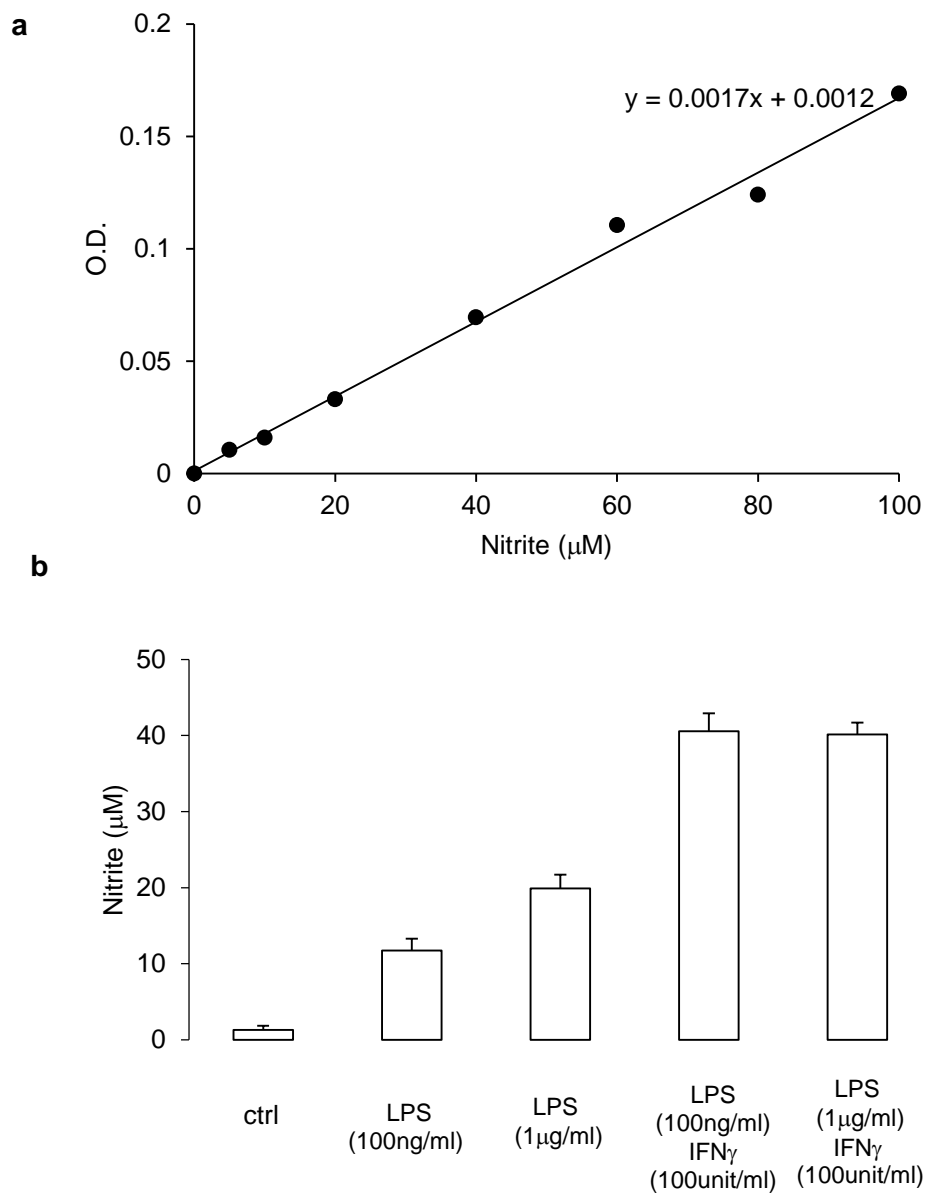 a
0.2
y = 0.0017x + 0.0012
0.15
O.D.
0.1
0.05
0
0 20 40 60 80 100
Nitrite (μM)
b
50
40
30
Nitrite (μM)
20
10
0
ctrl
LPS
(100ng/ml)
LPS
(1μg/ml)
LPS
(100ng/ml)
IFNγ
(100unit/ml)
LPS
(1μg/ml)
IFNγ
(100unit/ml)